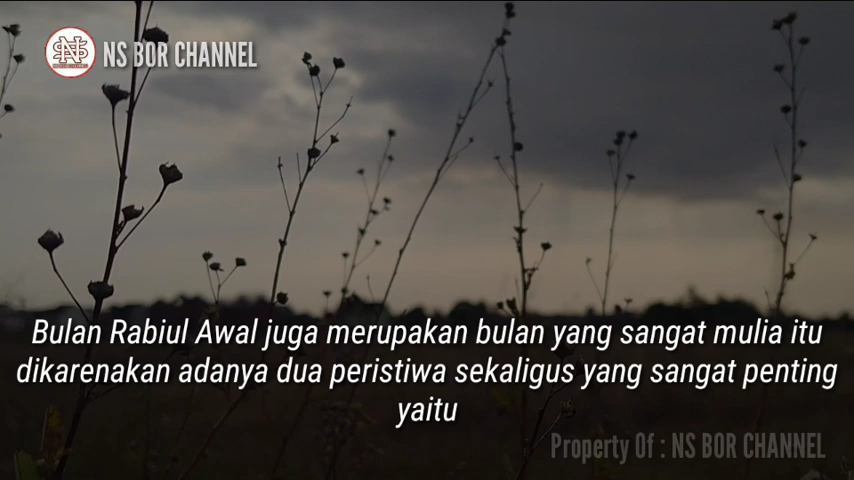 NS BOR CHANNEL
Bulan Rabiul Awal juga merupakan bulan yang sangat mulia itu
dikarenakan adanya dua peristiwa sekaligus yang sangat penting
yaitu
Property Of : NS BOR CHANNEL